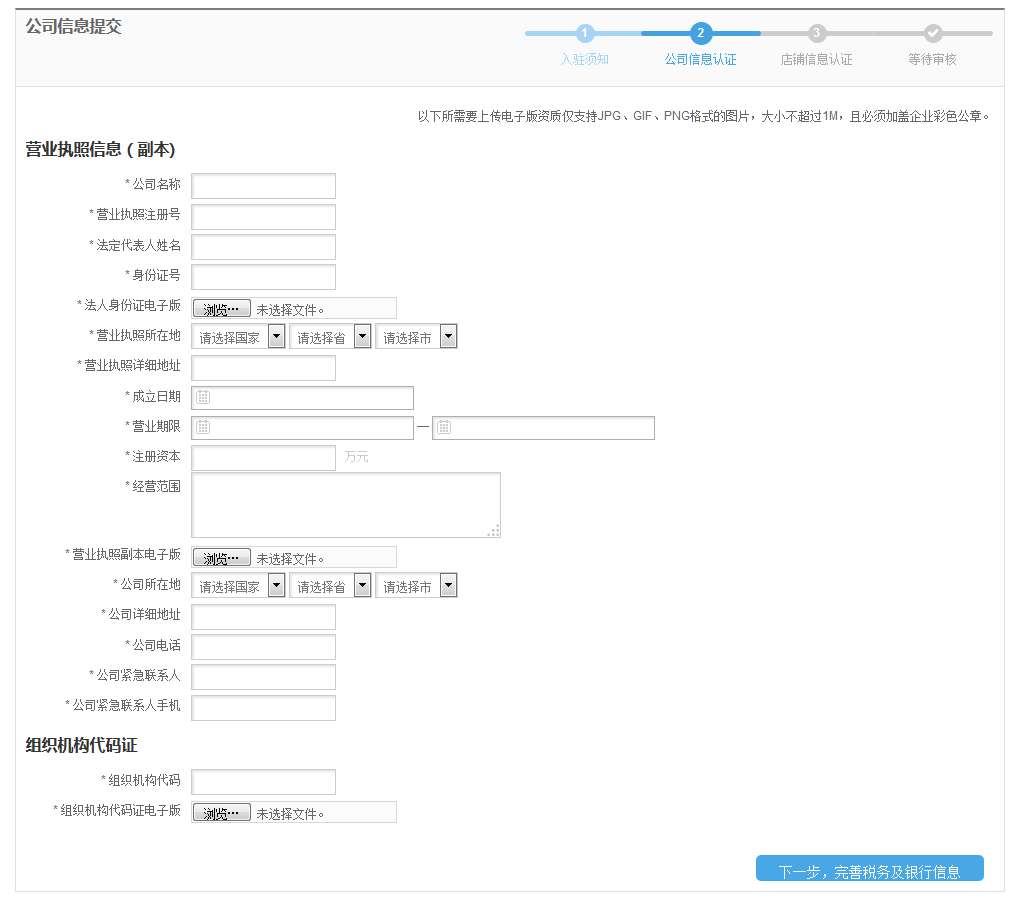 公司信息提交
1 2 3
入驻须知 公司信息认证 店铺信息认证 等待审核
以下所需要上传电子版资质仅支持JPG、GIF、PNG格式的图片，大小不超过1M，且必须加盖企业彩色公章。
营业执照信息（副本）
*公司名称
*营业执照注册号
*法定代表人姓名
*身份证号
*法人身份证电子版 浏览… 未选择文件。
*营业执照所在地 请选择国家 请选择省 请选择市
*营业执照详细地址
*成立日期
*营业期限 —
*注册资本 万元
*经营范围
*营业执照副本电子版 浏览… 未选择文件。
*公司所在地 请选择国家 请选择省 请选择市
*公司详细地址
*公司电话
*公司紧急联系人
*公司紧急联系人手机
组织机构代码证
*组织机构代码
*组织机构代码证电子版 浏览… 未选择文件。
下一步，完善税务及银行信息